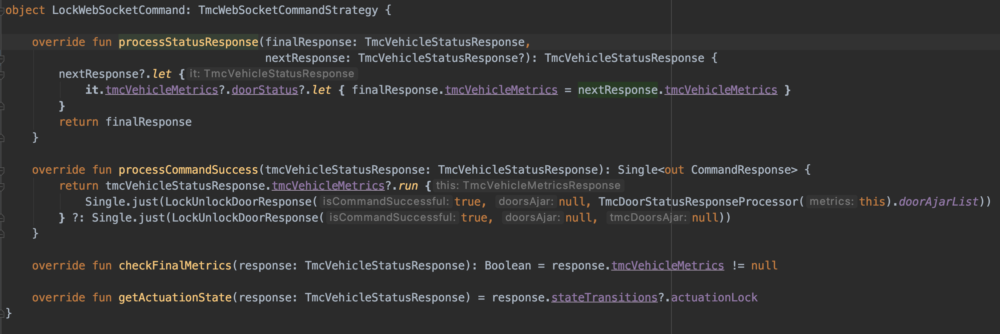 object LockWebSocketCommand: TmcWebSocketCommandStrategy {
override fun processStatusResponse(finalResponse: TmcVehicleStatusResponse,
nextResponse: TmcVehicleStatusResponse?): TmcVehicleStatusResponse {
nextResponse?.let { it: TmcVehicleStatusResponse
it.tmcVehicleMetrics?.doorStatus?.let { finalResponse.tmcVehicleMetrics = nextResponse.tmcVehicleMetrics }
}
return finalResponse
}
override fun processCommandSuccess(tmcVehicleStatusResponse: TmcVehicleStatusResponse): Single<out CommandResponse> {
return tmcVehicleStatusResponse.tmcVehicleMetrics?.run { this: TmcVehicleMetricsResponse
Single.just(LockUnlockDoorResponse( isCommandSuccessful: true, doorsAjar: null, TmcDoorStatusResponseProcessor( metrics: this).doorAjarList))
} ?: Single.just(LockUnlockDoorResponse( isCommandSuccessful: true, doorsAjar: null, tmcDoorsAjar: null))
}
override fun checkFinalMetrics(response: TmcVehicleStatusResponse): Boolean = response.tmcVehicleMetrics != null
override fun getActuationState(response: TmcVehicleStatusResponse) = response.stateTransitions?.actuationLock
}